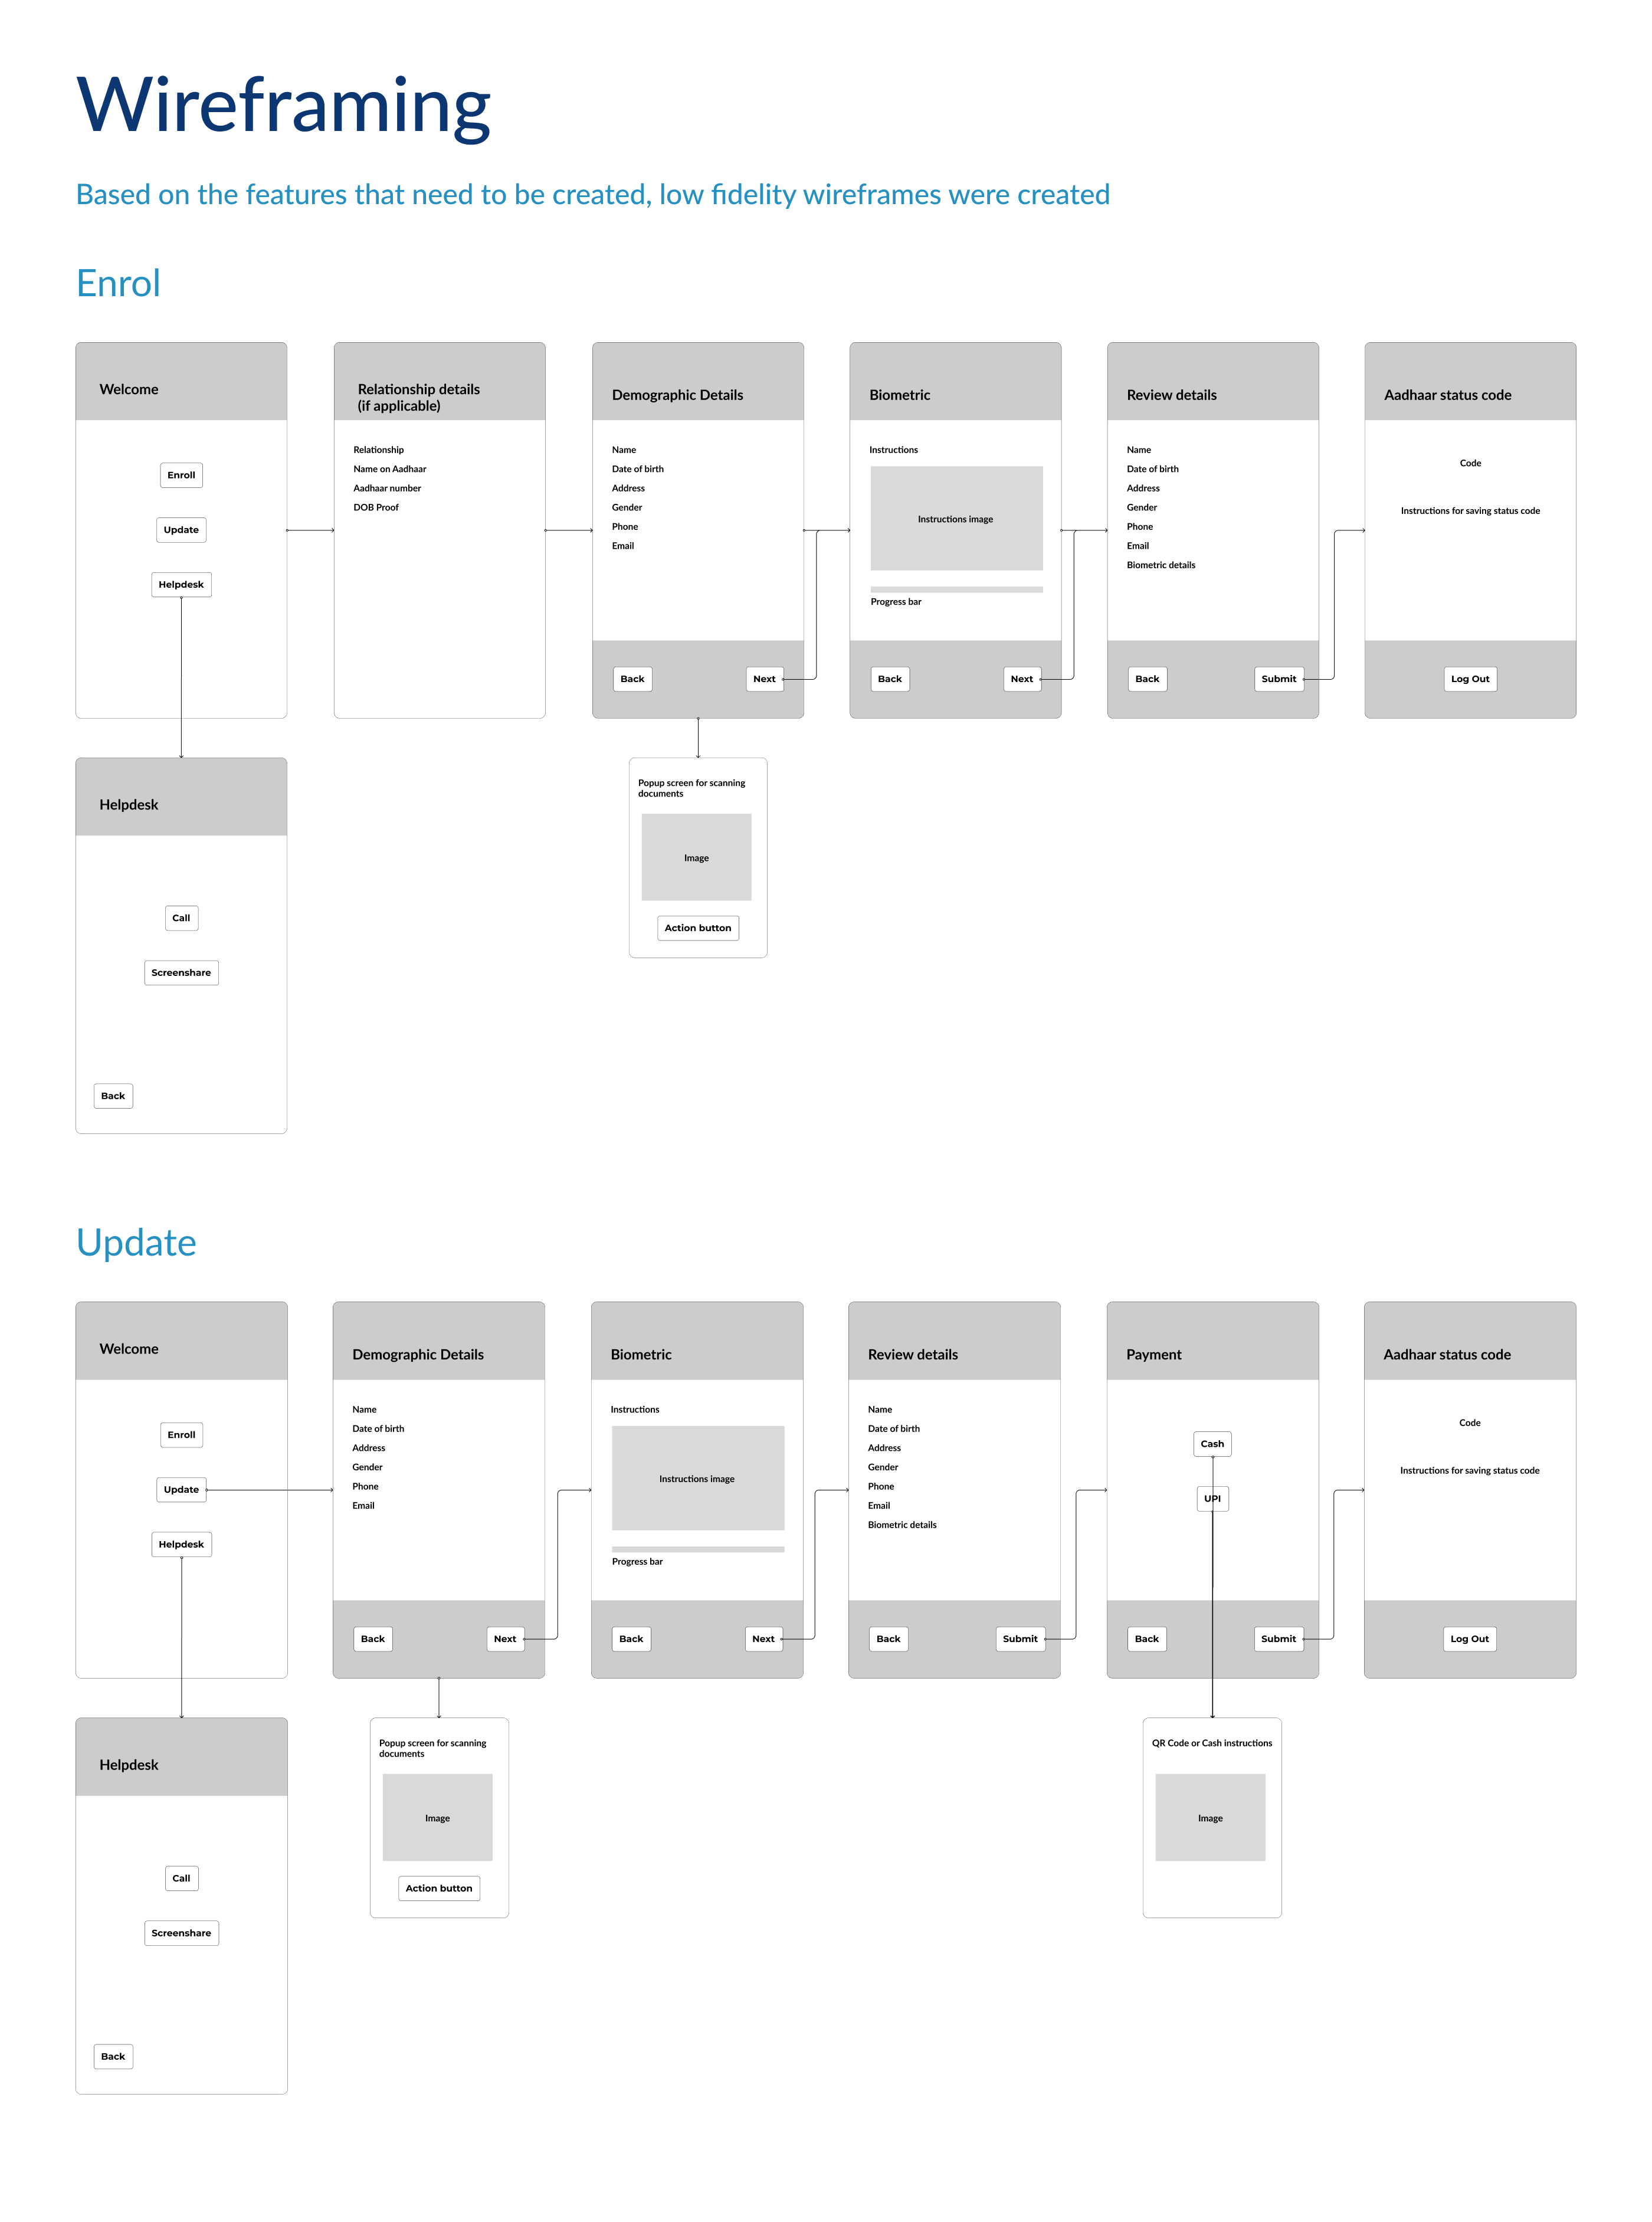 Wireframing
Based on the features that need to be created, low fidelity wireframes were created
Enrol
Welcome
Enroll
Update
Helpdesk
Relationship details
(if applicable)
Relationship
Name on Aadhaar
Aadhaar number
DOB Proof
Demographic Details
Name
Date of birth
Address
Gender
Phone
Email
Back
Next
Biometric
Instructions
Instructions image
Progress bar
Back
Next
Review details
Name
Date of birth
Address
Gender
Phone
Email
Biometric details
Back
Submit
Aadhaar status code
Code
Instructions for saving status code
Log Out
Helpdesk
Call
Screenshare
Back
Popup screen for scanning
documents
Image
Action button
Update
Welcome
Enroll
Update
Helpdesk
Demographic Details
Name
Date of birth
Address
Gender
Phone
Email
Back
Next
Biometric
Instructions
Instructions image
Progress bar
Back
Next
Review details
Name
Date of birth
Address
Gender
Phone
Email
Biometric details
Back
Submit
Payment
Cash
UPI
Back
Submit
Aadhaar status code
Code
Instructions for saving status code
Log Out
Helpdesk
Call
Screenshare
Back
Popup screen for scanning
documents
Image
Action button
QR Code or Cash instructions
Image